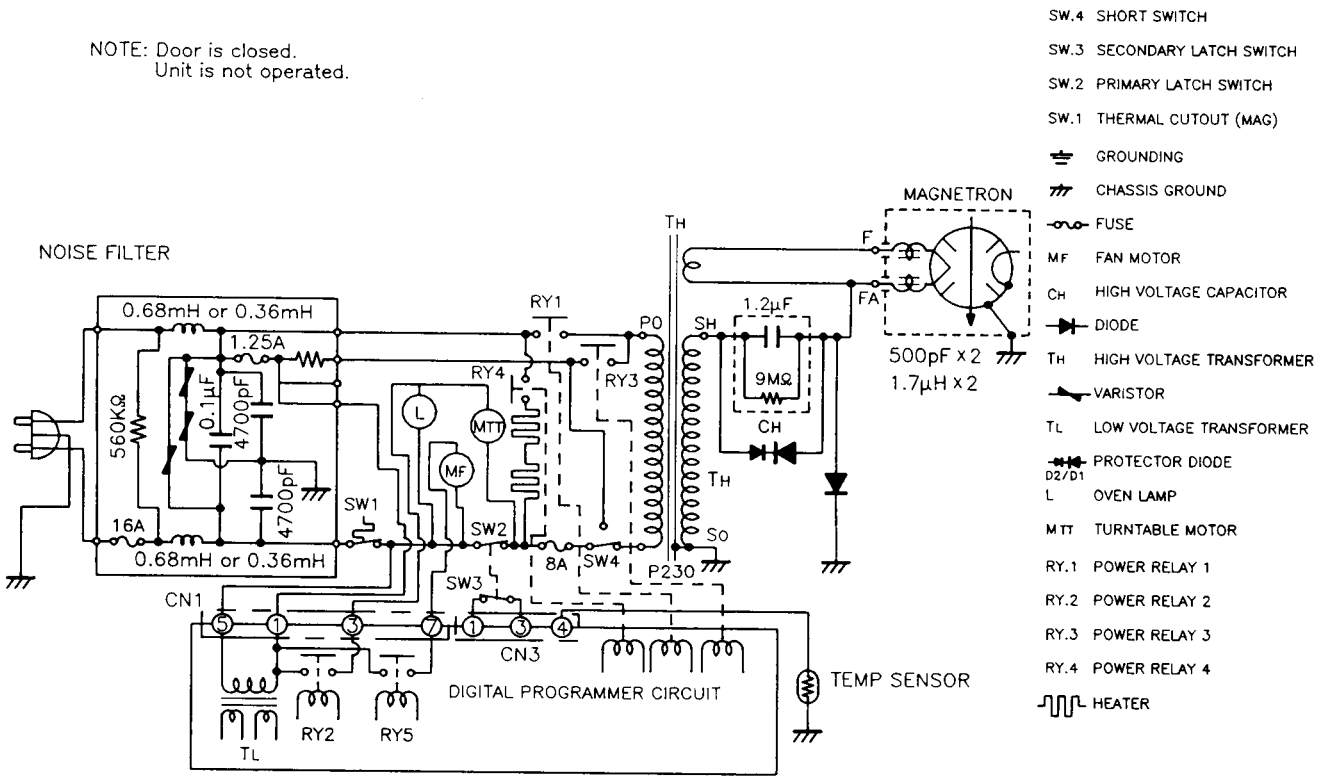 NOTE: Door is closed.
Unit is not operated.
SW.4 SHORT SWITCH
SW.3 SECONDARY LATCH SWITCH
SW.2 PRIMARY LATCH SWITCH
SW.1 THERMAL CUTOUT (MAG)
GROUNDING
CHASSIS GROUND
FUSE
MF FAN MOTOR
CH HIGH VOLTAGE CAPACITOR
DIODE
TH HIGH VOLTAGE TRANSFORMER
VARISTOR
TL LOW VOLTAGE TRANSFORMER
PROTECTOR DIODE
D2/D1
L OVEN LAMP
MTT TURNTABLE MOTOR
RY.1 POWER RELAY 1
RY.2 POWER RELAY 2
RY.3 POWER RELAY 3
RY.4 POWER RELAY 4
HEATER
MAGNETRON
TH
F
FA
500pF x 2
1.7µH x 2
NOISE FILTER
0.68mH or 0.36mH
1.25A
560KΩ
0.1µF
4700pF
4700pF
16A
0.68mH or 0.36mH
RY1
RY4
RY3
PO
SH
1.2µF
9MΩ
CH
TH
SO
P230
L
MTT
MF
SW1
SW2
8A
SW4
SW3
CN1
5
1
3
7
1
3
4
CN3
DIGITAL PROGRAMMER CIRCUIT
TEMP SENSOR
TL
RY2
RY5